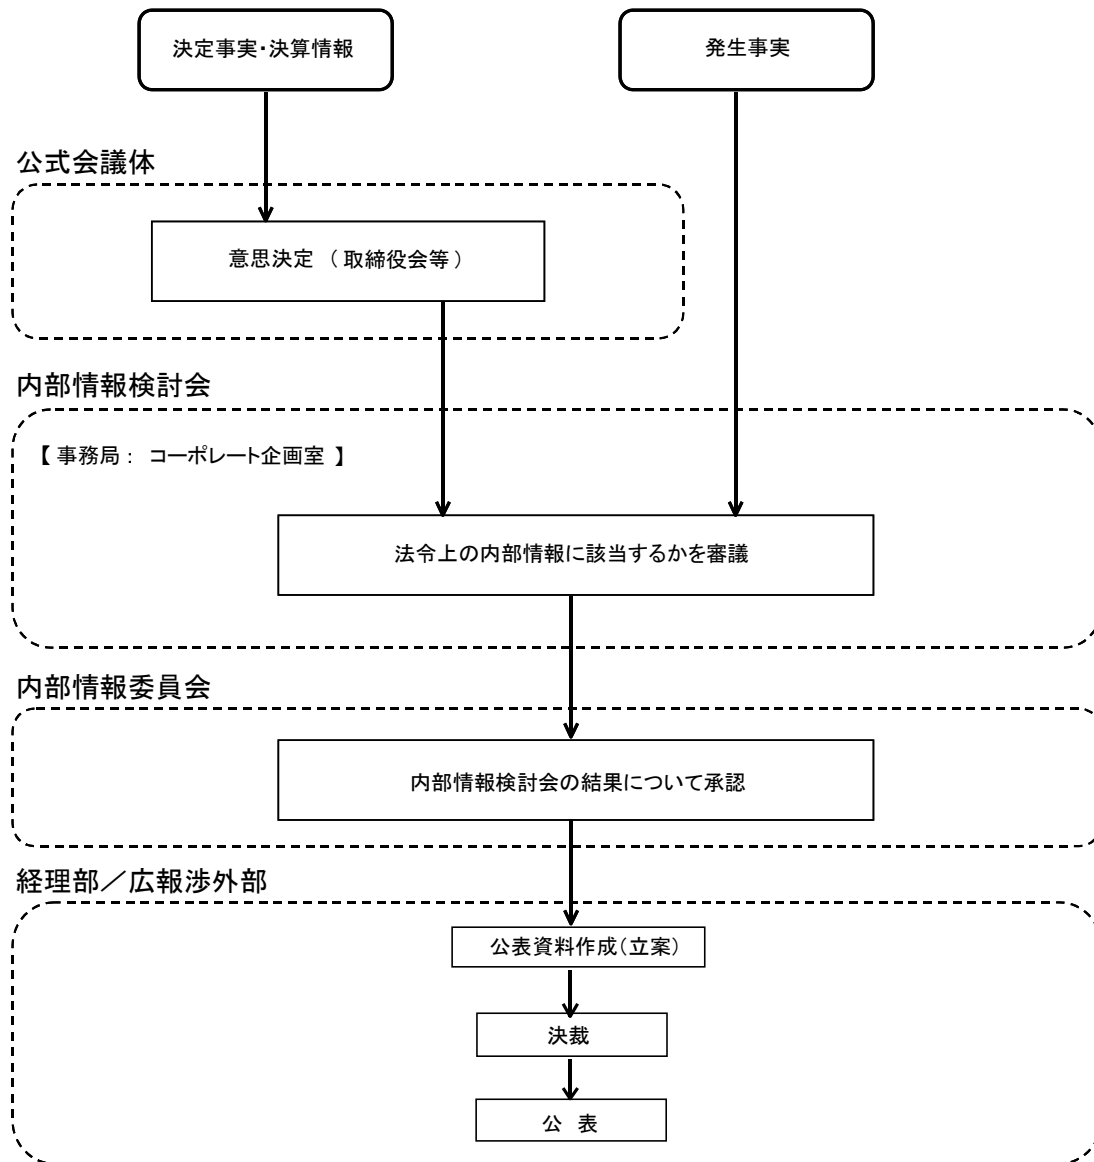 決定事実・決算情報
発生事実
公式会議体
意思決定（取締役会等）
内部情報検討会
【 事務局： コーポレート企画室 】
法令上の内部情報に該当するかを審議
内部情報委員会
内部情報検討会の結果について承認
経理部／広報渉外部
公表資料作成（立案）
決裁
公 表